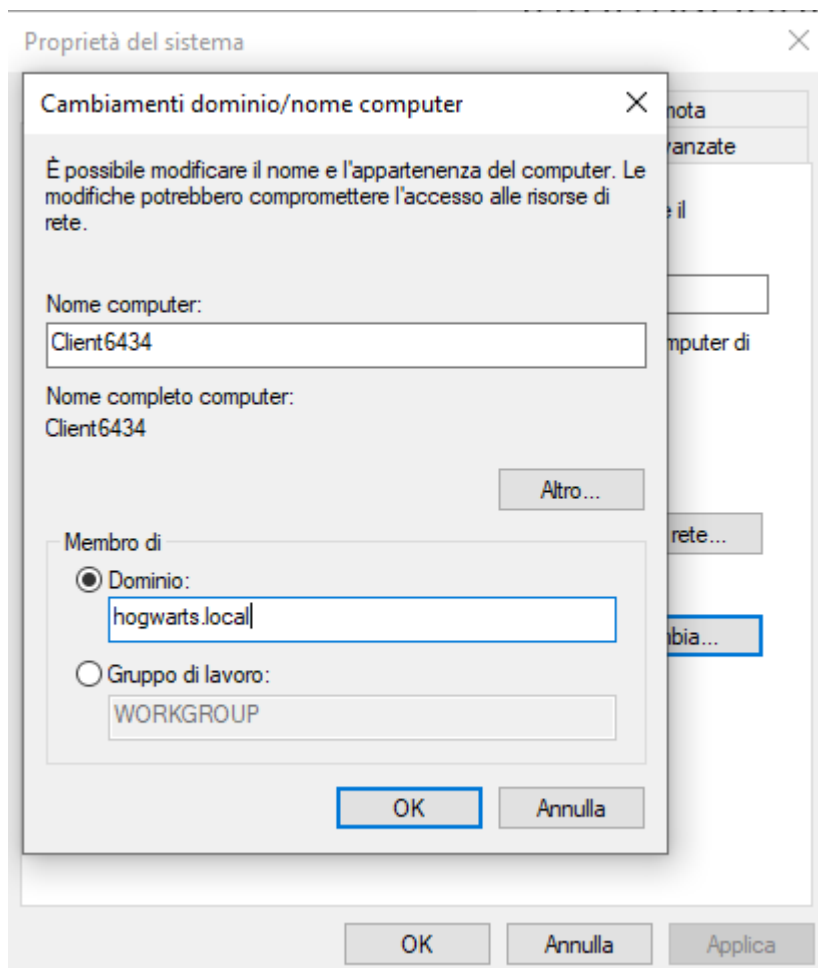 Proprietà del sistema
Cambiamenti dominio/nome computer
mota
vanzate
È possibile modificare il nome e l'appartenenza del computer. Le
modifiche potrebbero compromettere l'accesso alle risorse di
rete.
e il
Nome computer:
Client6434
mputer di
Nome completo computer:
Client6434
Altro...
Membro di
rete...
Dominio:
hogwarts.local
mbia...
Gruppo di lavoro:
WORKGROUP
OK Annulla
OK Annulla Applica